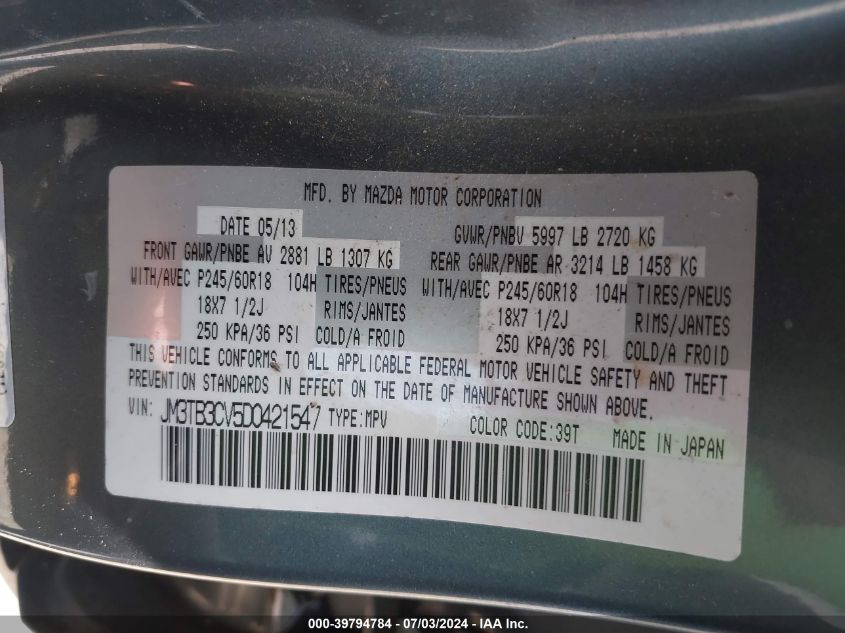 MFD. BY MAZDA MOTOR CORPORATION
DATE 05/13 GVWR/PNBV 5997 LB 2720 KG
FRONT GAWR/PNBE AV 2881 LB 1307 KG REAR GAWR/PNBE AR 3214 LB 1458 KG
WITH/AVEC P245/60R18 104H TIRES/PNEUS WITH/AVEC P245/60R18 104H TIRES/PNEUS
18X7 1/2J RIMS/JANTES 18X7 1/2J RIMS/JANTES
250 KPA/36 PSI COLD/A FROID 250 KPA/36 PSI COLD/A FROID
THIS VEHICLE CONFORMS TO ALL APPLICABLE FEDERAL MOTOR VEHICLE SAFETY AND THEFT
PREVENTION STANDARDS IN EFFECT ON THE DATE OF MANUFACTURE SHOWN ABOVE.
VIN: JM3TB3CV5D0421547 TYPE:MPV COLOR CODE:39T MADE IN JAPAN
000-39794784 - 07/03/2024 - IAA Inc.